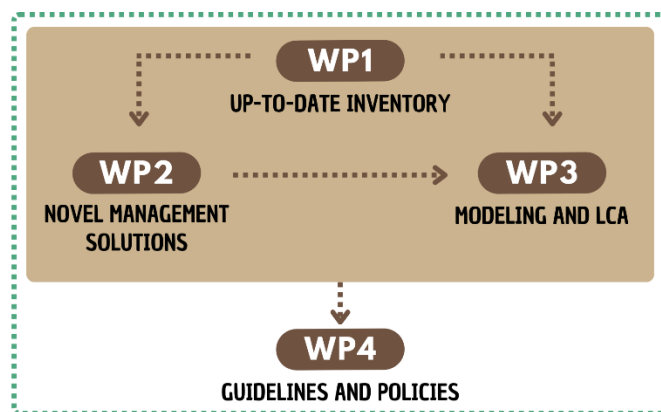 WP1
UP-TO-DATE INVENTORY
WP2
NOVEL MANAGEMENT
SOLUTIONS
WP3
MODELING AND LCA
WP4
GUIDELINES AND POLICIES